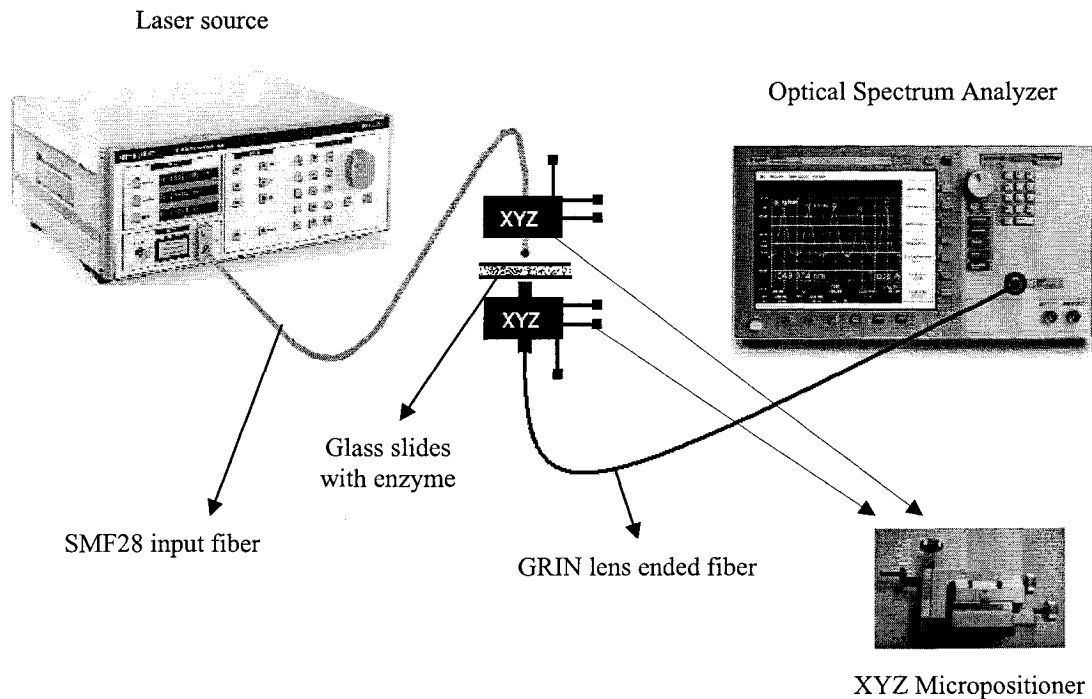 Laser source
Optical Spectrum Analyzer
XYZ
XYZ
Glass slides
with enzyme
SMF28 input fiber
GRIN lens ended fiber
XYZ Micropositioner